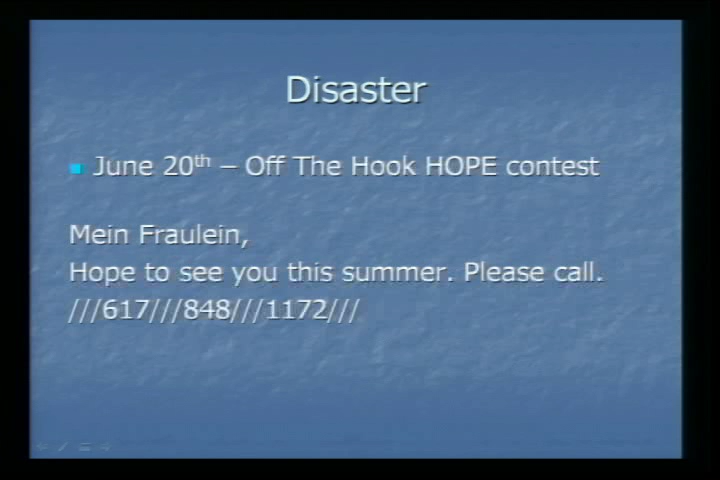 Disaster
June 20th – Off The Hook HOPE contest
Mein Fraulein,
Hope to see you this summer. Please call.
///617///848///1172///